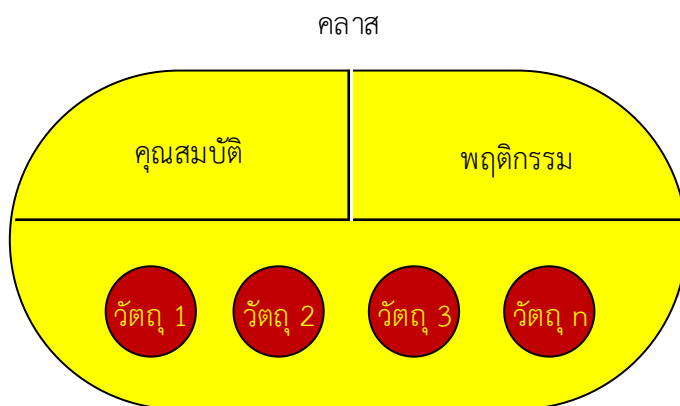 คลาส
คุณสมบัติ
พฤติกรรม
วัตถุ 1
วัตถุ 2
วัตถุ 3
วัตถุ n